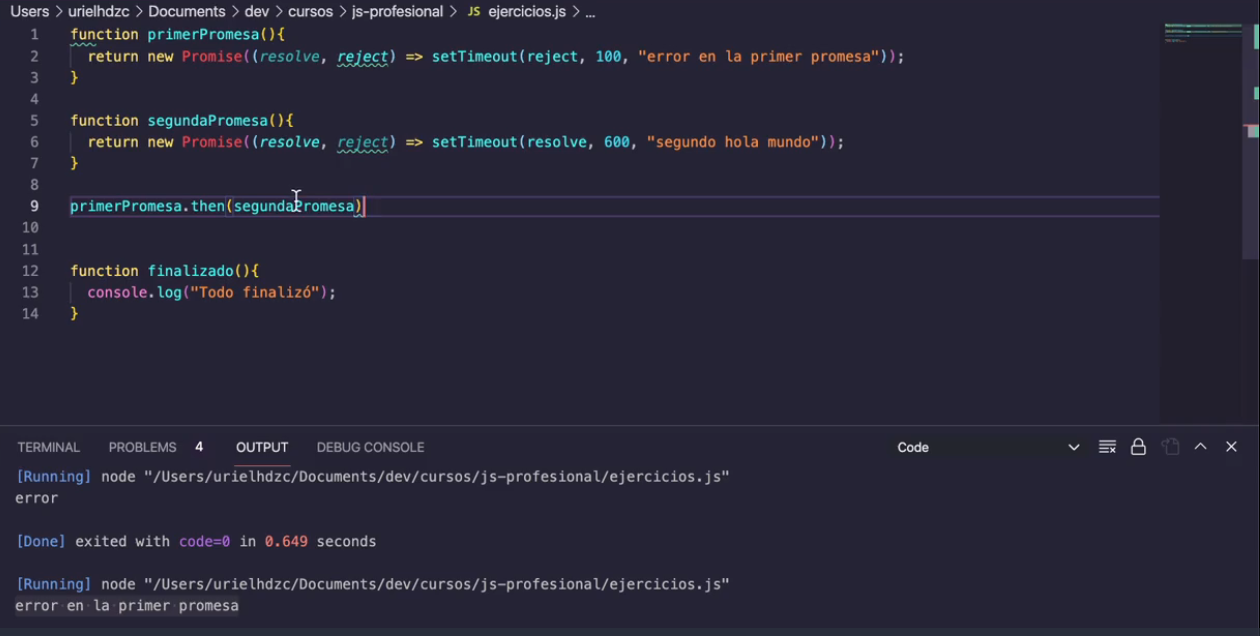 Users > urielhdzc > Documents > dev > cursos > js-profesional > JS ejercicios.js > ...
1 function primerPromesa(){
2 return new Promise((resolve, reject) => setTimeout(reject, 100, "error en la primer promesa"));
3 }
4
5 function segundaPromesa(){
6 return new Promise((resolve, reject) => setTimeout(resolve, 600, "segundo hola mundo"));
7 }
8
9 primerPromesa.then(segundaPromesa)
10
11
12 function finalizado(){
13 console.log("Todo finalizó");
14 }
TERMINAL PROBLEMS 4 OUTPUT DEBUG CONSOLE Code
[Running] node "/Users/urielhdzc/Documents/dev/cursos/js-profesional/ejercicios.js"
error
[Done] exited with code=0 in 0.649 seconds
[Running] node "/Users/urielhdzc/Documents/dev/cursos/js-profesional/ejercicios.js"
error en la primer promesa